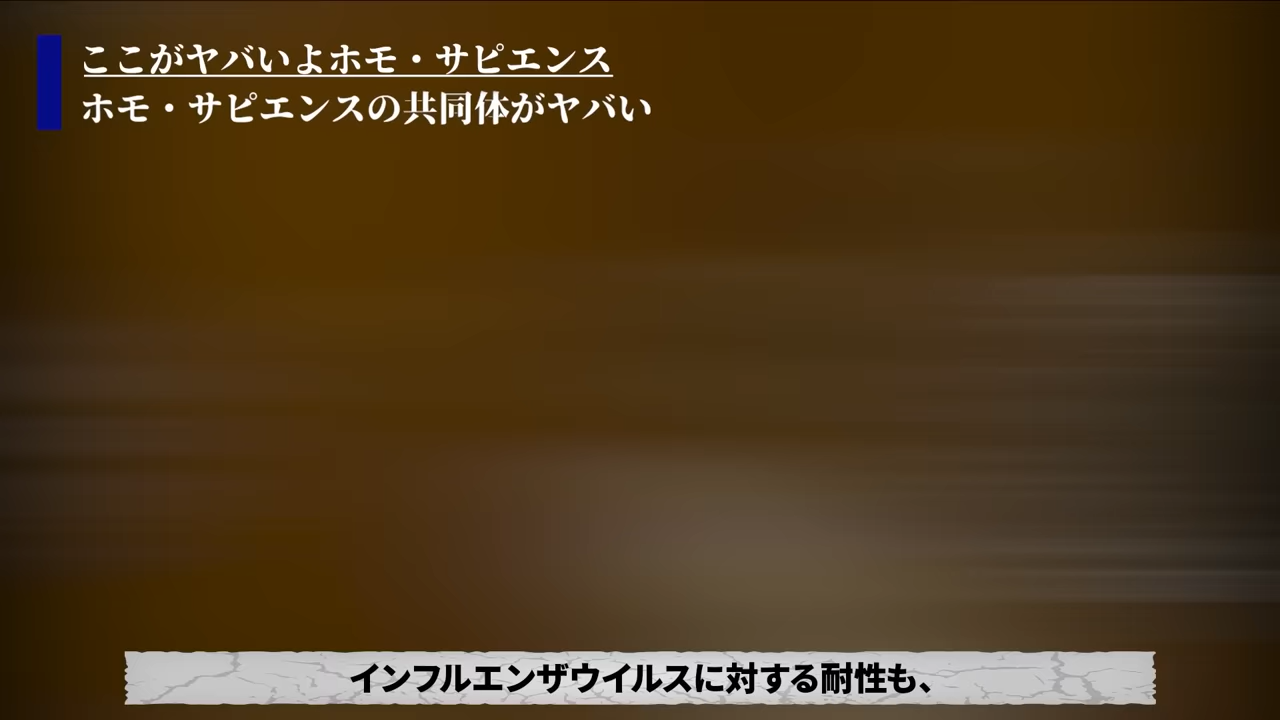 ここがヤバいよホモ・サピエンス
ホモ・サピエンスの共同体がヤバい
インフルエンザウイルスに対する耐性も、